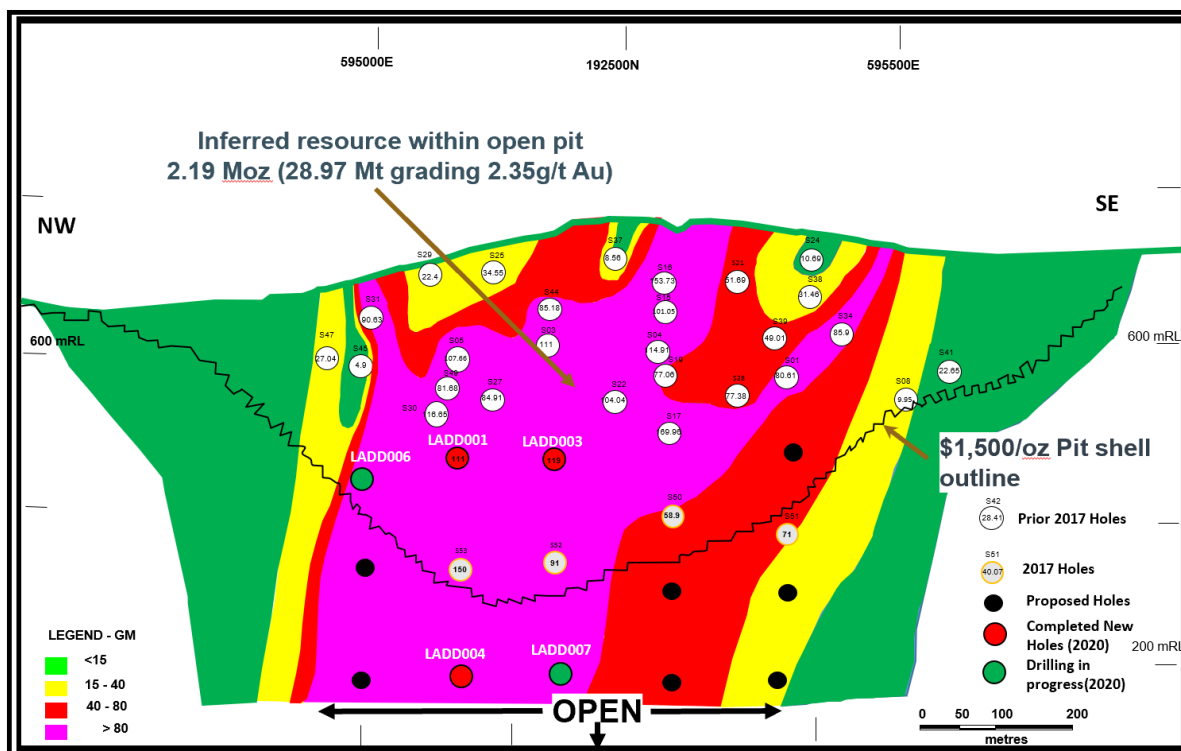 595000E
192500N
595500E
Inferred resource within open pit
2.19 Moz (28.97 Mt grading 2.35g/t Au)
NW
SE
S37
8.56
S24
10.69
S29
22.4
S25
34.55
S16
153.73
S21
51.69
S38
31.46
S31
90.63
S44
85.18
S15
101.05
S39
49.01
S34
85.9
600 mRL
600 mRL
S47
27.04
S45
4.9
S05
107.66
S03
111
S04
114.91
S19
77.06
S01
80.61
S41
22.65
S49
81.68
S27
84.91
S22
104.04
S28
77.38
S08
9.95
S30
116.65
S17
169.96
LADD001
111
LADD003
119
LADD006
$1,500/oz Pit shell
outline
S50
58.9
S51
71
S53
150
S52
91
S42
28.41
Prior 2017 Holes
S51
40.07
2017 Holes
Proposed Holes
Completed New
Holes (2020)
Drilling in
progress(2020)
LEGEND - GM
<15
15 - 40
40 - 80
> 80
LADD004
LADD007
200 mRL
OPEN
0 50 100 200
metres